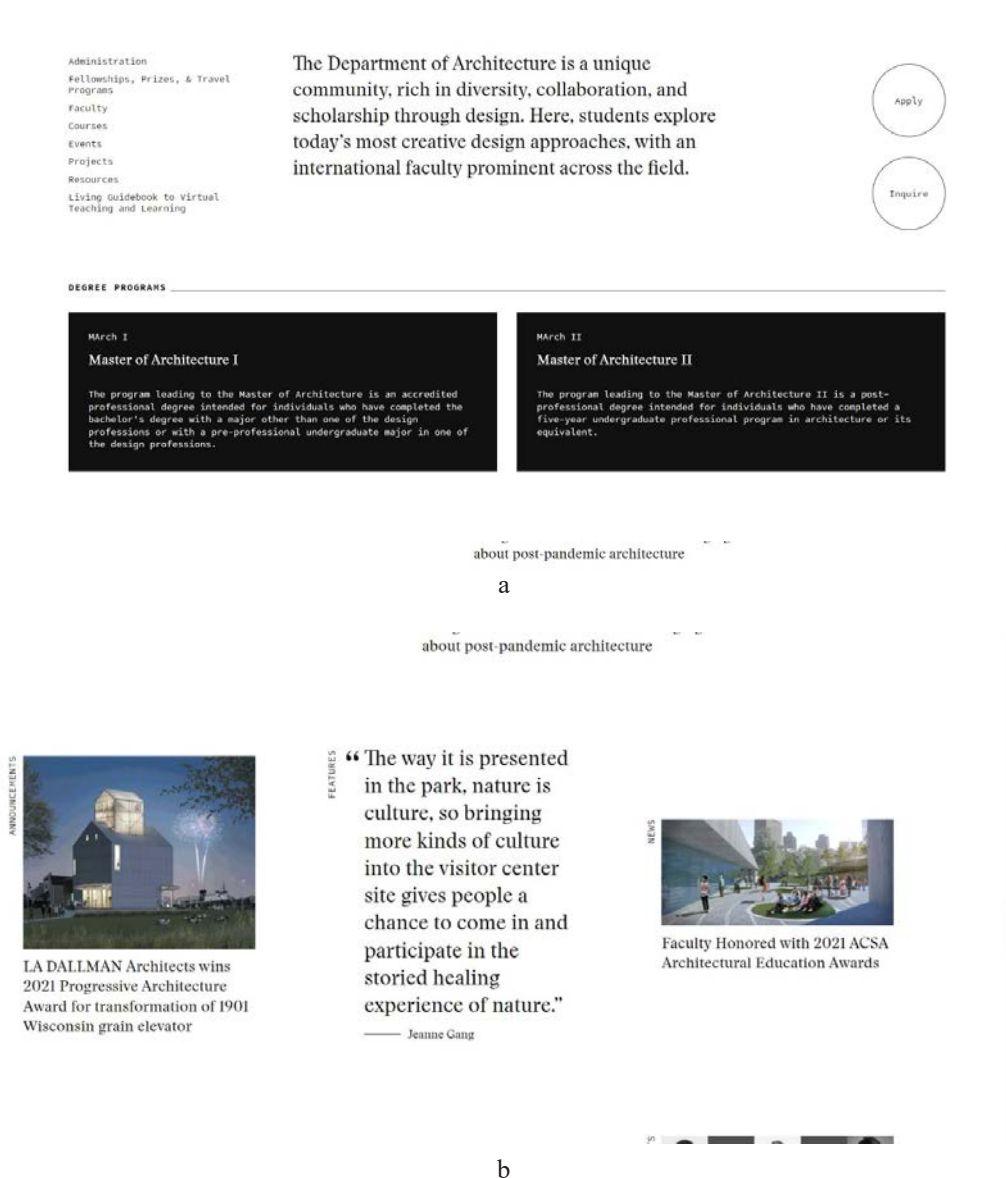 Administration
Fellowships, Prizes, & Travel
Programs
Faculty
Courses
Events
Projects
Resources
Living Guidebook to Virtual
Teaching and Learning
The Department of Architecture is a unique
community, rich in diversity, collaboration, and
scholarship through design. Here, students explore
today’s most creative design approaches, with an
international faculty prominent across the field.
Apply
Inquire
DEGREE PROGRAMS
MArch I
Master of Architecture I
The program leading to the Master of Architecture is an accredited
professional degree intended for individuals who have completed the
bachelor's degree with a major other than one of the design
professions or with a pre-professional undergraduate major in one of
the design professions.
MArch II
Master of Architecture II
The program leading to the Master of Architecture II is a post-
professional degree intended for individuals who have completed a
five-year undergraduate professional program in architecture or its
equivalent.
about post-pandemic architecture
a
about post-pandemic architecture
ANNOUNCEMENTS
LA DALLMAN Architects wins
2021 Progressive Architecture
Award for transformation of 1901
Wisconsin grain elevator
FEATURES
“ The way it is presented
in the park, nature is
culture, so bringing
more kinds of culture
into the visitor center
site gives people a
chance to come in and
participate in the
storied healing
experience of nature.”
Jeanne Gang
NEWS
Faculty Honored with 2021 ACSA
Architectural Education Awards
b